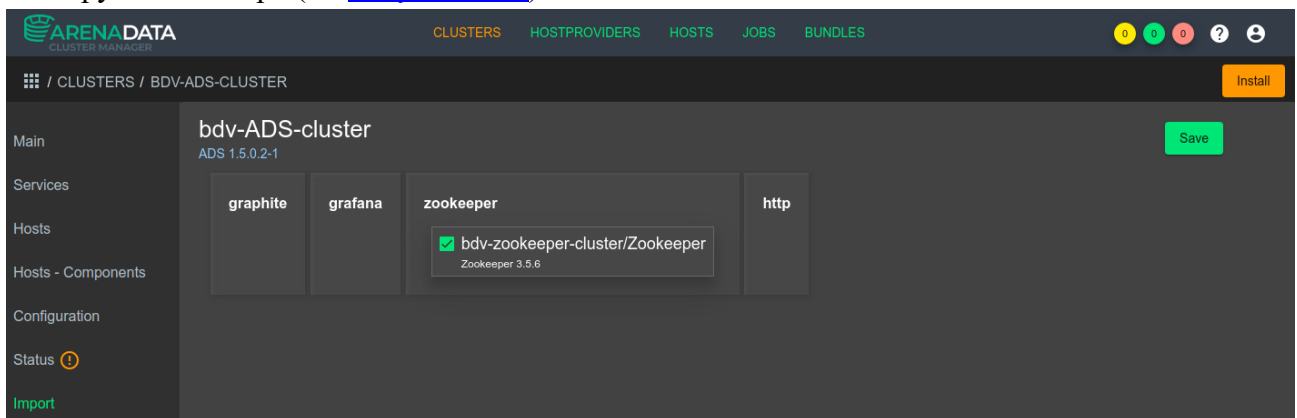 ARENADATA
CLUSTER MANAGER
CLUSTERS HOSTPROVIDERS HOSTS JOBS BUNDLES
0 0 0 ?
/ CLUSTERS / BDV-ADS-CLUSTER
Install
Main
Services
Hosts
Hosts - Components
Configuration
Status
Import
bdv-ADS-cluster
ADS 1.5.0.2-1
Save
graphite grafana zookeeper http
bdv-zookeeper-cluster/Zookeeper
Zookeeper 3.5.6